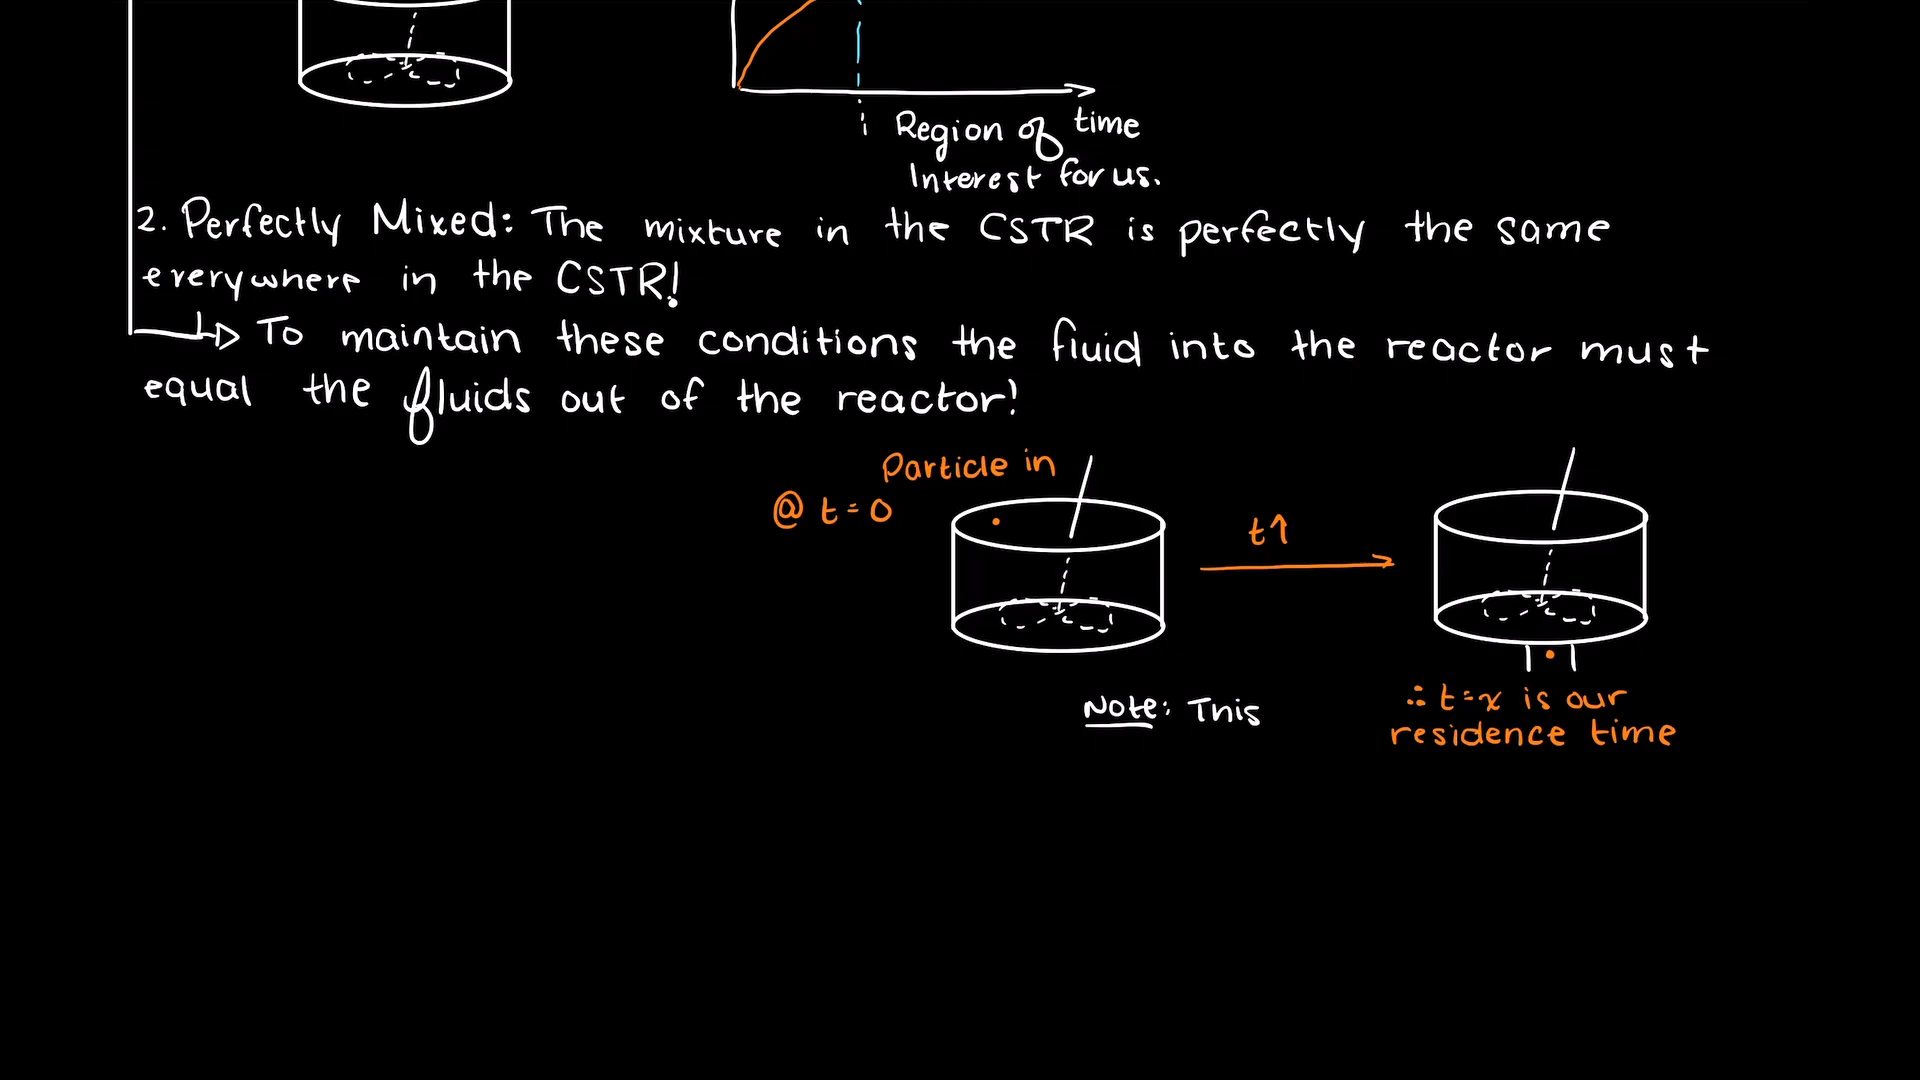 time
Region of
Interest for us.
2. Perfectly Mixed: The mixture in the CSTR is perfectly the same
everywhere in the CSTR!
To maintain these conditions the fluid into the reactor must
equal the fluids out of the reactor!
Particle in
@ t = 0
t↑
Note: This
∴ t=x is our
residence time